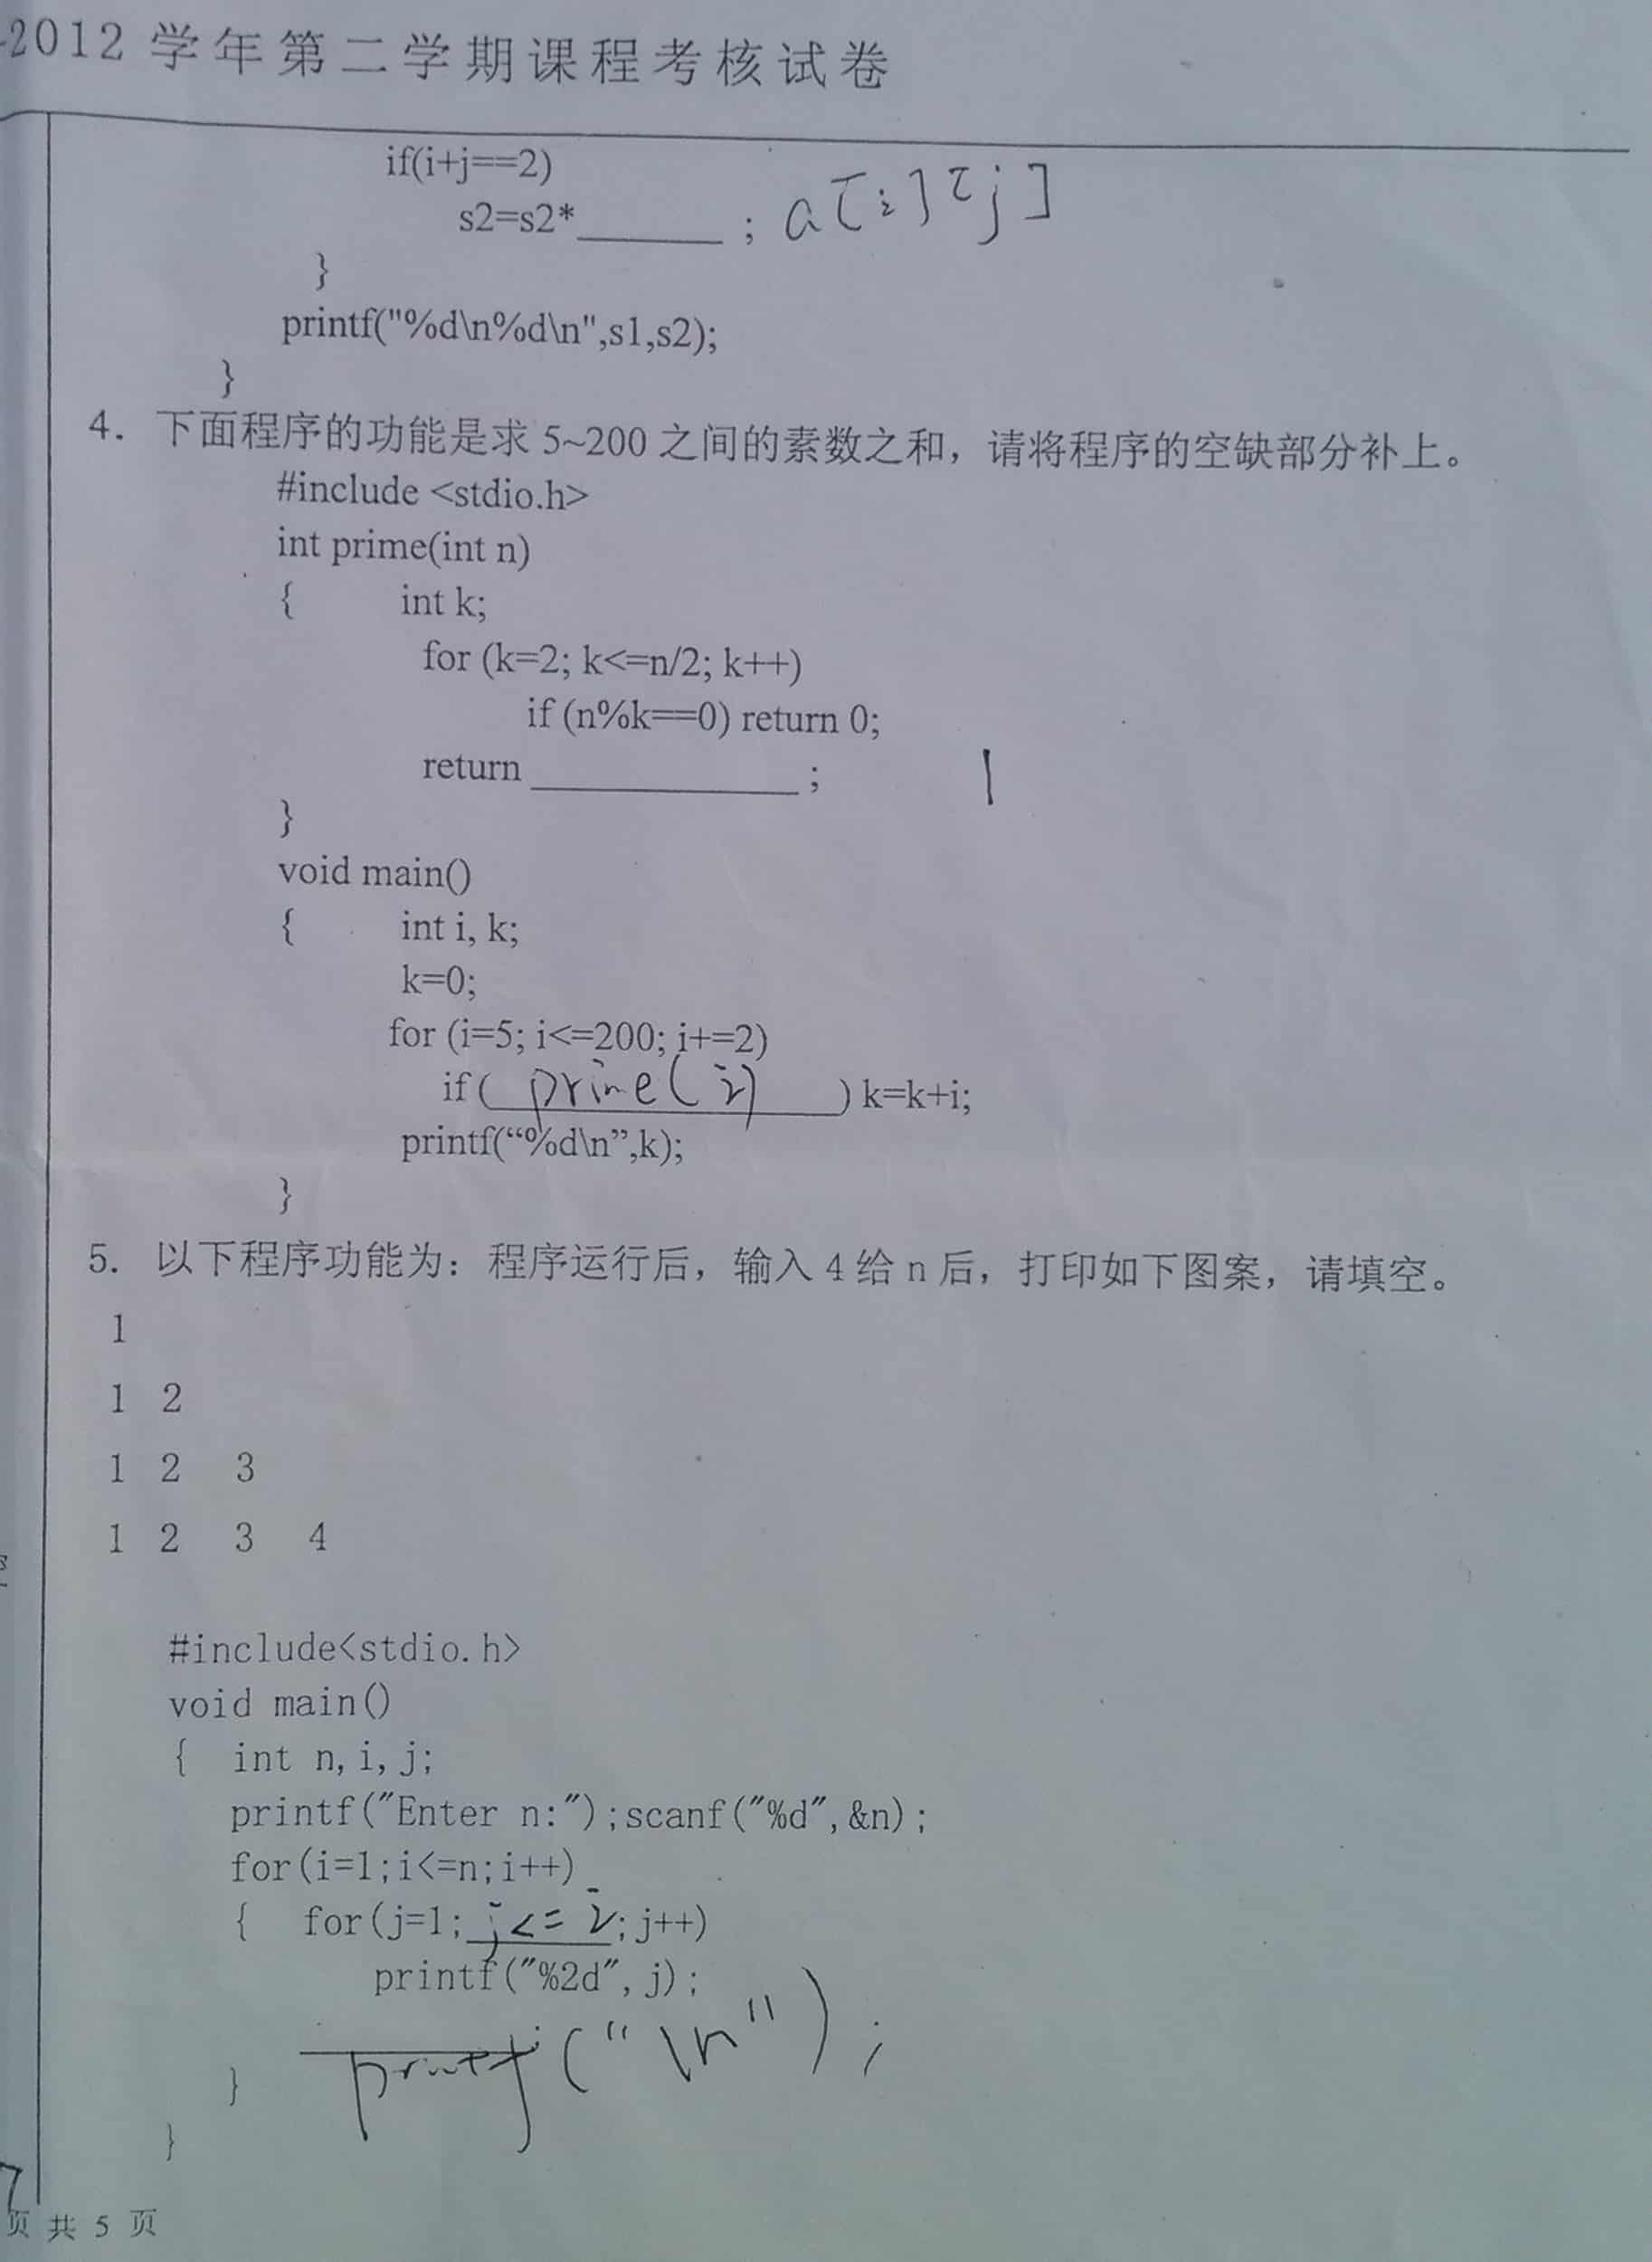 -2012学年第二学期课程考核试卷
if(i+j==2)
s2=s2*______ ; a[i][j]
}
printf("%d\n%d\n",s1,s2);
}
4. 下面程序的功能是求 5~200 之间的素数之和，请将程序的空缺部分补上。
#include <stdio.h>
int prime(int n)
{ int k;
for (k=2; k<=n/2; k++)
if (n%k==0) return 0;
return ____________ ; 1
}
void main()
{ int i, k;
k=0;
for (i=5; i<=200; i+=2)
if( prime(i) ) k=k+i;
printf(“%d\n”,k);
}
5. 以下程序功能为：程序运行后，输入 4 给 n 后，打印如下图案，请填空。
1
1 2
1 2 3
1 2 3 4
#include<stdio.h>
void main()
{ int n,i,j;
printf("Enter n:");scanf("%d",&n);
for(i=1;i<=n;i++)
{ for(j=1; j<=i ;j++)
printf("%2d",j);
printf("\n");
}
}
页 共 5 页